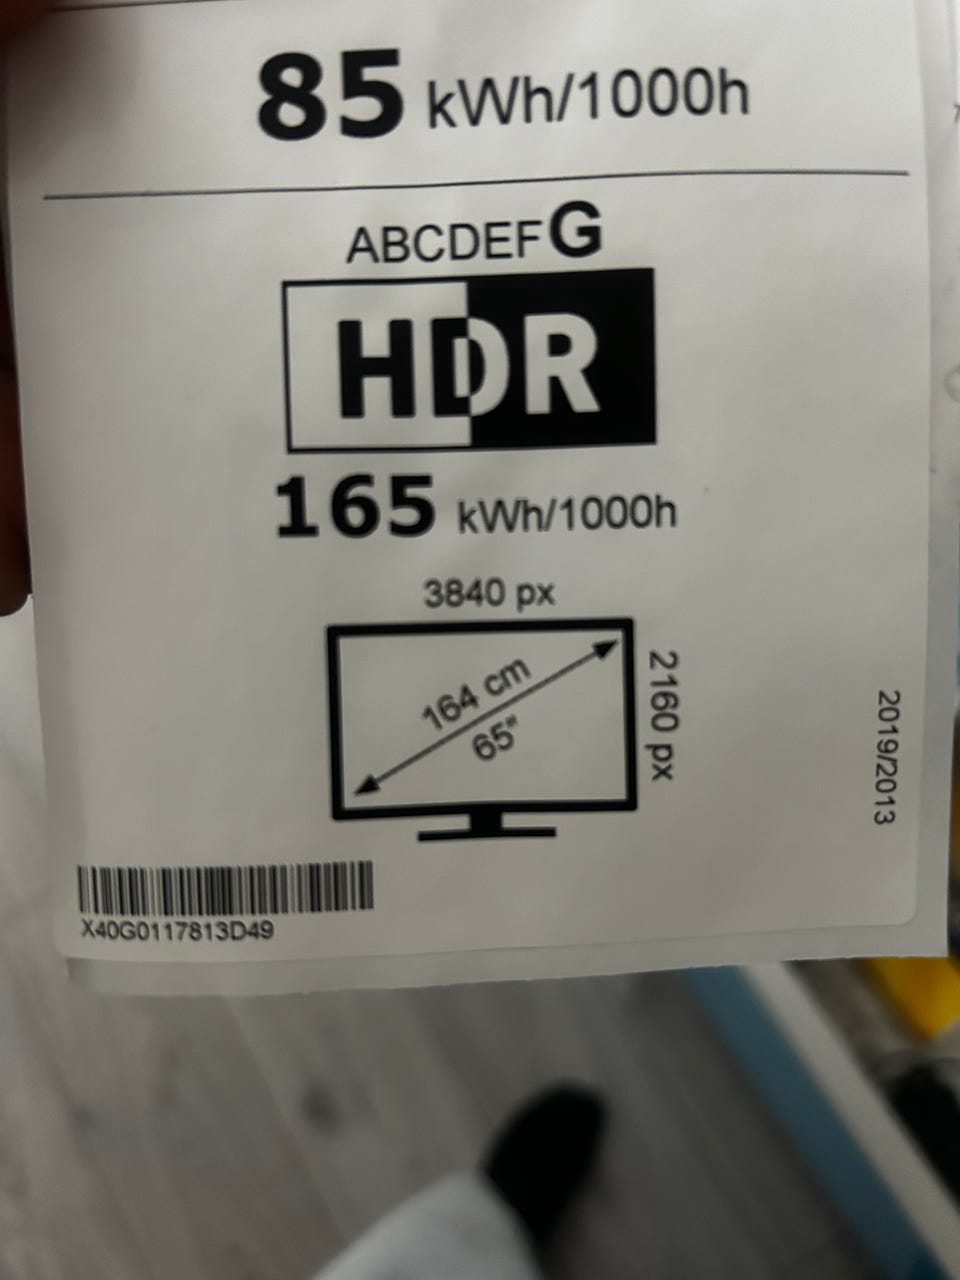 85 kWh/1000h
ABCDEFG
HDR
165 kWh/1000h
3840 px
164 cm
65"
2160 px
2019/2013
X40G0117813D49